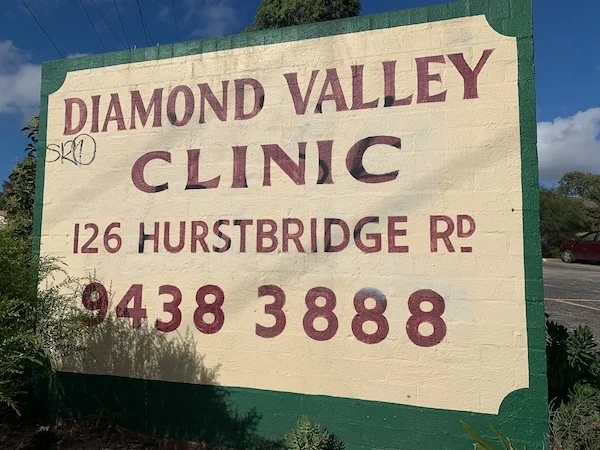 DIAMOND VALLEY
CLINIC
126 HURSTBRIDGE RD
9438 3888